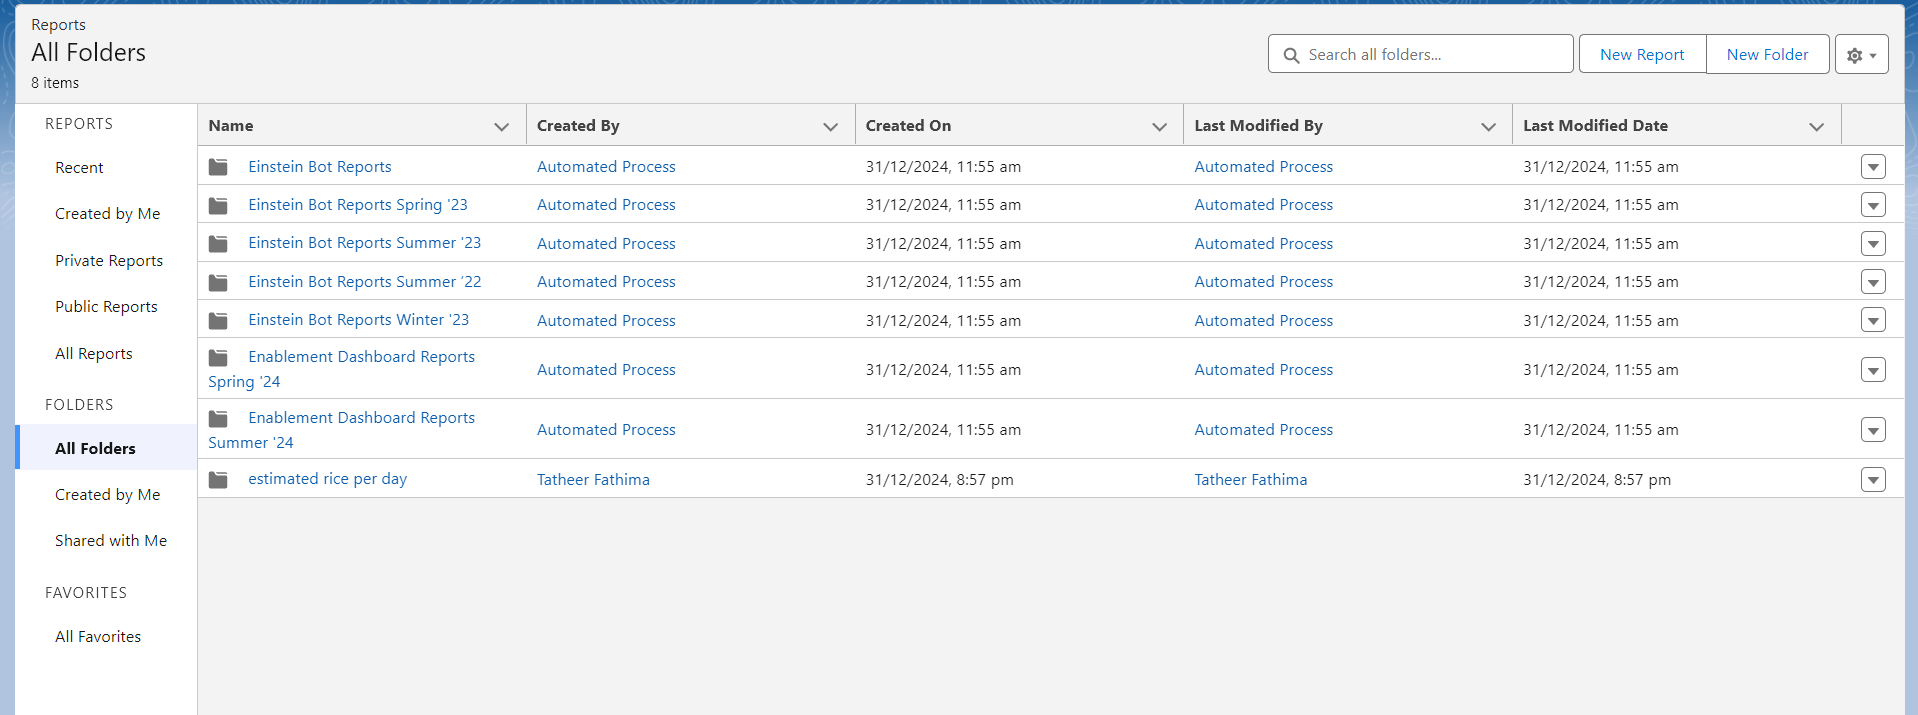 Reports
All Folders
8 items
Search all folders...
New Report
New Folder
REPORTS
Recent
Created by Me
Private Reports
Public Reports
All Reports
FOLDERS
All Folders
Created by Me
Shared with Me
FAVORITES
All Favorites
Name Created By Created On Last Modified By Last Modified Date
Einstein Bot Reports Automated Process 31/12/2024, 11:55 am Automated Process 31/12/2024, 11:55 am
Einstein Bot Reports Spring '23 Automated Process 31/12/2024, 11:55 am Automated Process 31/12/2024, 11:55 am
Einstein Bot Reports Summer '23 Automated Process 31/12/2024, 11:55 am Automated Process 31/12/2024, 11:55 am
Einstein Bot Reports Summer ’22 Automated Process 31/12/2024, 11:55 am Automated Process 31/12/2024, 11:55 am
Einstein Bot Reports Winter '23 Automated Process 31/12/2024, 11:55 am Automated Process 31/12/2024, 11:55 am
Enablement Dashboard Reports
Spring '24 Automated Process 31/12/2024, 11:55 am Automated Process 31/12/2024, 11:55 am
Enablement Dashboard Reports
Summer '24 Automated Process 31/12/2024, 11:55 am Automated Process 31/12/2024, 11:55 am
estimated rice per day Tatheer Fathima 31/12/2024, 8:57 pm Tatheer Fathima 31/12/2024, 8:57 pm